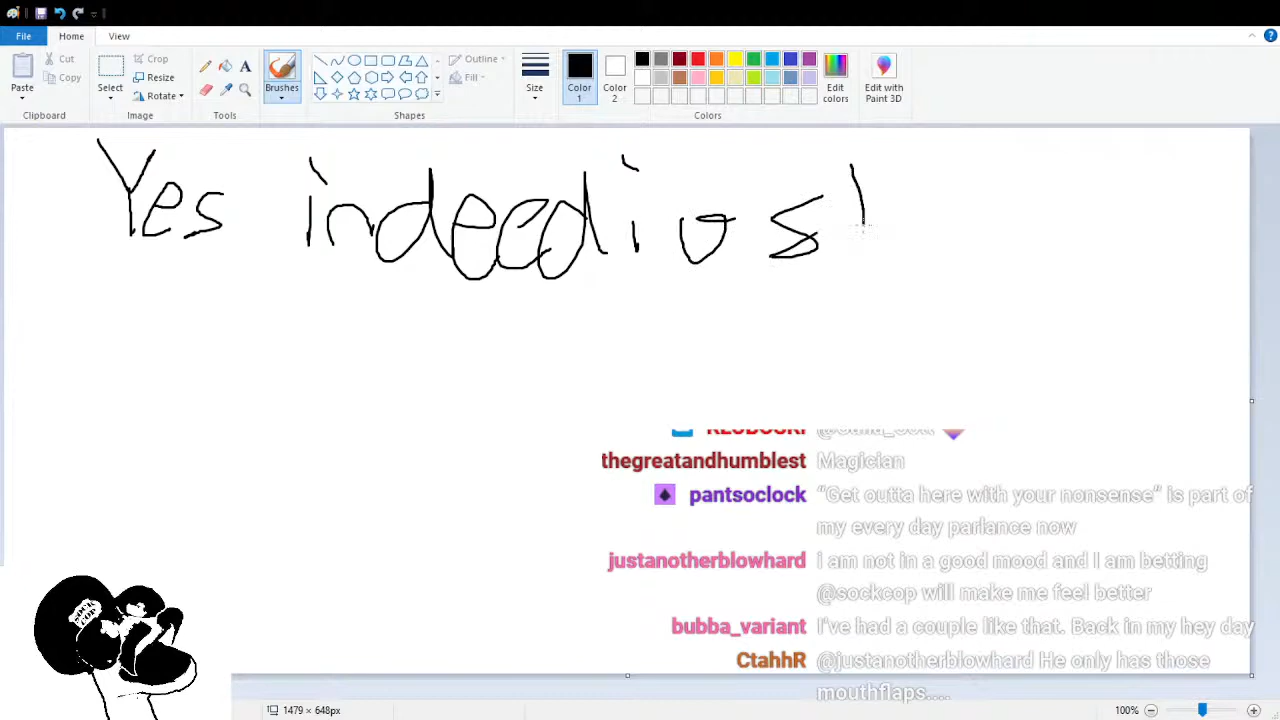 File Home View
Paste Cut Copy Select Crop Resize Rotate A Brushes Outline Fill Size Color 1 Color 2 Edit colors Edit with Paint 3D
Clipboard Image Tools Shapes Colors
Yes indeedios
thegreatandhumblest Magician
pantsoclock “Get outta here with your nonsense” is part of
my every day parlance now
justanotherblowhard i am not in a good mood and I am betting
@sockcop will make me feel better
bubba_variant I've had a couple like that. Back in my hey day
CtahhR @justanotherblowhard He only has those
mouthflaps....
1479 × 648px 100%